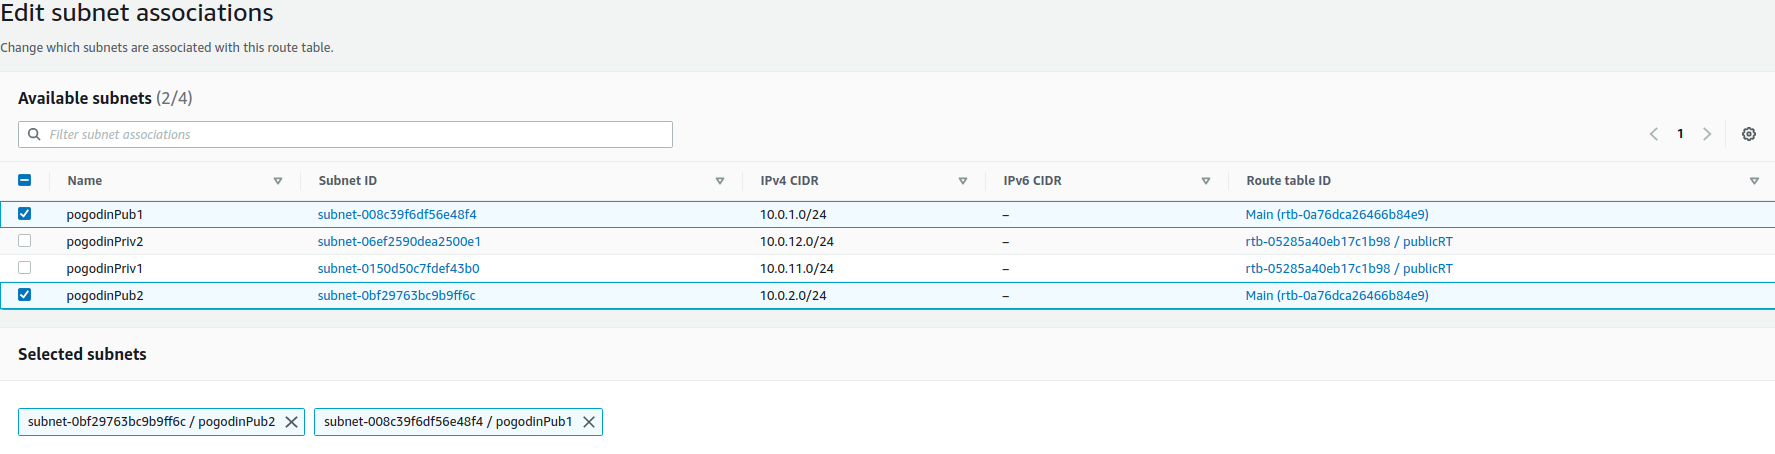 Edit subnet associations
Change which subnets are associated with this route table.
Available subnets (2/4)
Filter subnet associations
1
Name Subnet ID IPv4 CIDR IPv6 CIDR Route table ID
pogodinPub1 subnet-008c39f6df56e48f4 10.0.1.0/24 – Main (rtb-0a76dca26466b84e9)
pogodinPriv2 subnet-06ef2590dea2500e1 10.0.12.0/24 – rtb-05285a40eb17c1b98 / publicRT
pogodinPriv1 subnet-0150d50c7fdef43b0 10.0.11.0/24 – rtb-05285a40eb17c1b98 / publicRT
pogodinPub2 subnet-0bf29763bc9b9ff6c 10.0.2.0/24 – Main (rtb-0a76dca26466b84e9)
Selected subnets
subnet-0bf29763bc9b9ff6c / pogodinPub2 subnet-008c39f6df56e48f4 / pogodinPub1